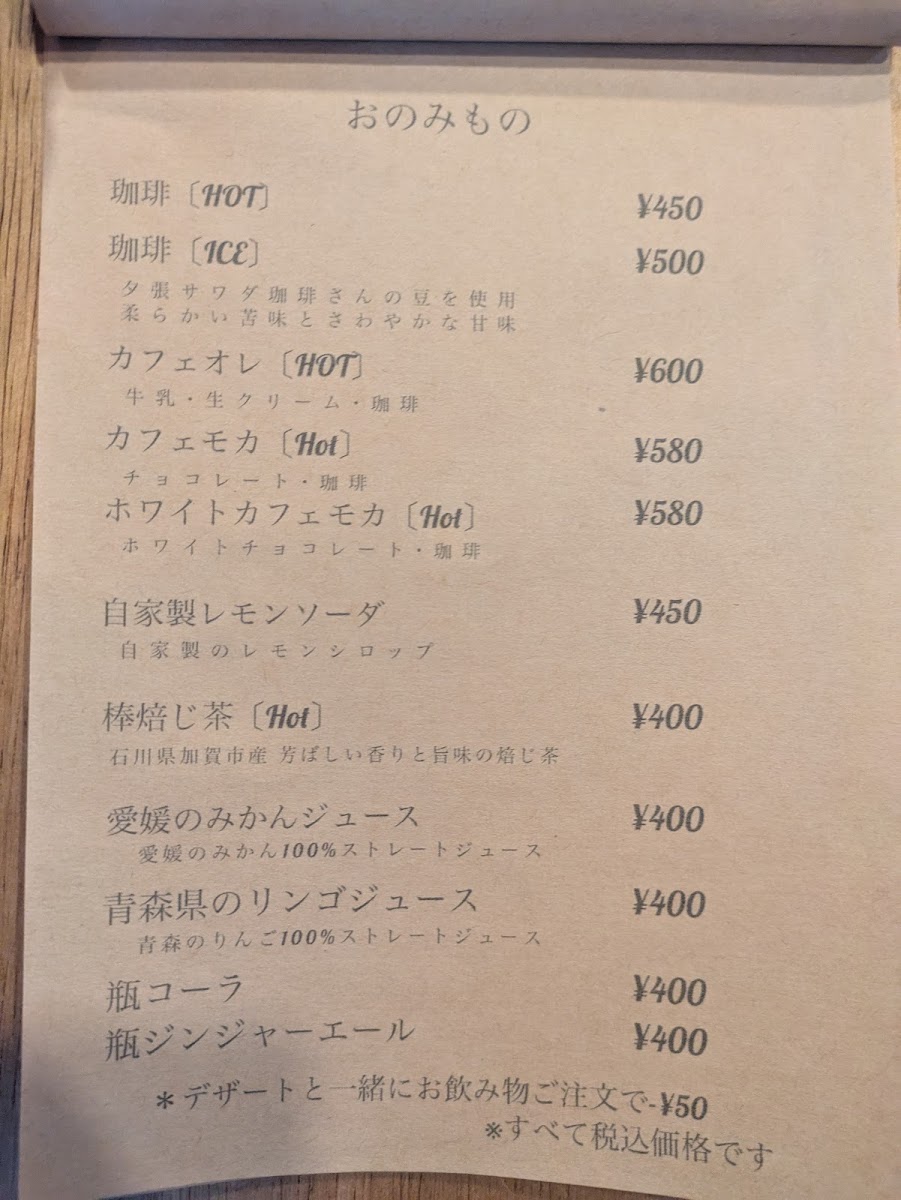 おのみもの
珈琲〔HOT〕 ¥450
珈琲〔ICE〕 ¥500
夕張サワダ珈琲さんの豆を使用
柔らかい苦味とさわやかな甘味
カフェオレ〔HOT〕 ¥600
牛乳・生クリーム・珈琲
カフェモカ〔Hot〕 ¥580
チョコレート・珈琲
ホワイトカフェモカ〔Hot〕 ¥580
ホワイトチョコレート・珈琲
自家製レモンソーダ ¥450
自家製のレモンシロップ
棒焙じ茶〔Hot〕 ¥400
石川県加賀市産 芳ばしい香りと旨味の焙じ茶
愛媛のみかんジュース ¥400
愛媛のみかん100%ストレートジュース
青森県のリンゴジュース ¥400
青森のりんご100%ストレートジュース
瓶コーラ ¥400
瓶ジンジャーエール ¥400
＊デザートと一緒にお飲み物ご注文で-¥50
※すべて税込価格です